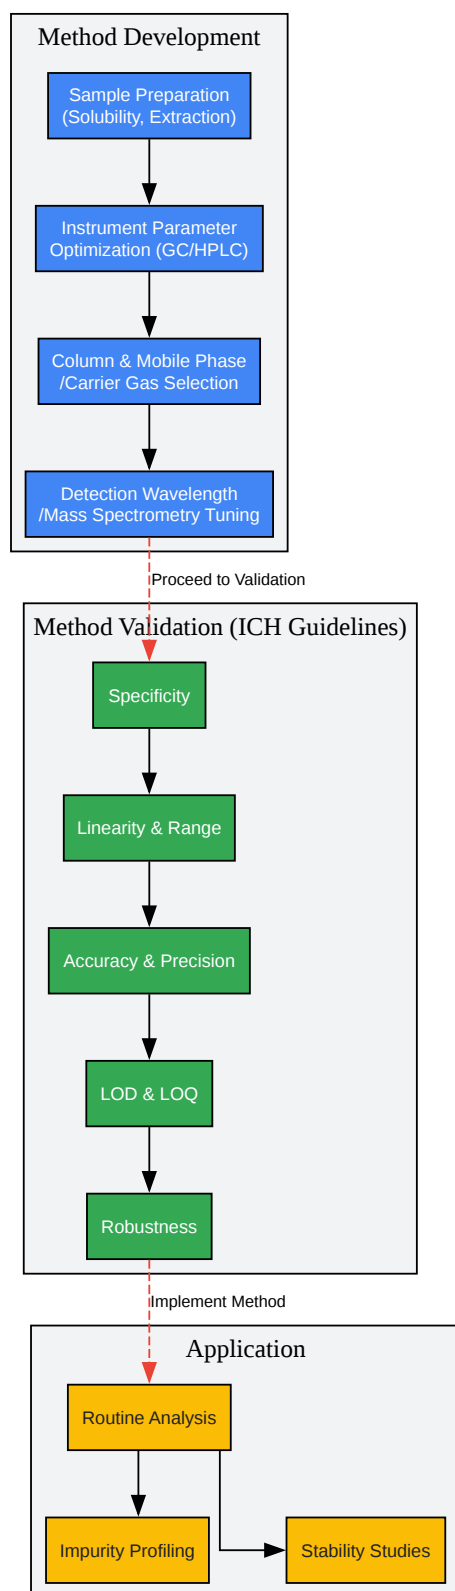 Method Development
Sample Preparation
(Solubility, Extraction)
Instrument Parameter
Optimization (GC/HPLC)
Column & Mobile Phase
/Carrier Gas Selection
Detection Wavelength
/Mass Spectrometry Tuning
Proceed to Validation
Method Validation (ICH Guidelines)
Specificity
Linearity & Range
Accuracy & Precision
LOD & LOQ
Robustness
Implement Method
Application
Routine Analysis
Impurity Profiling
Stability Studies